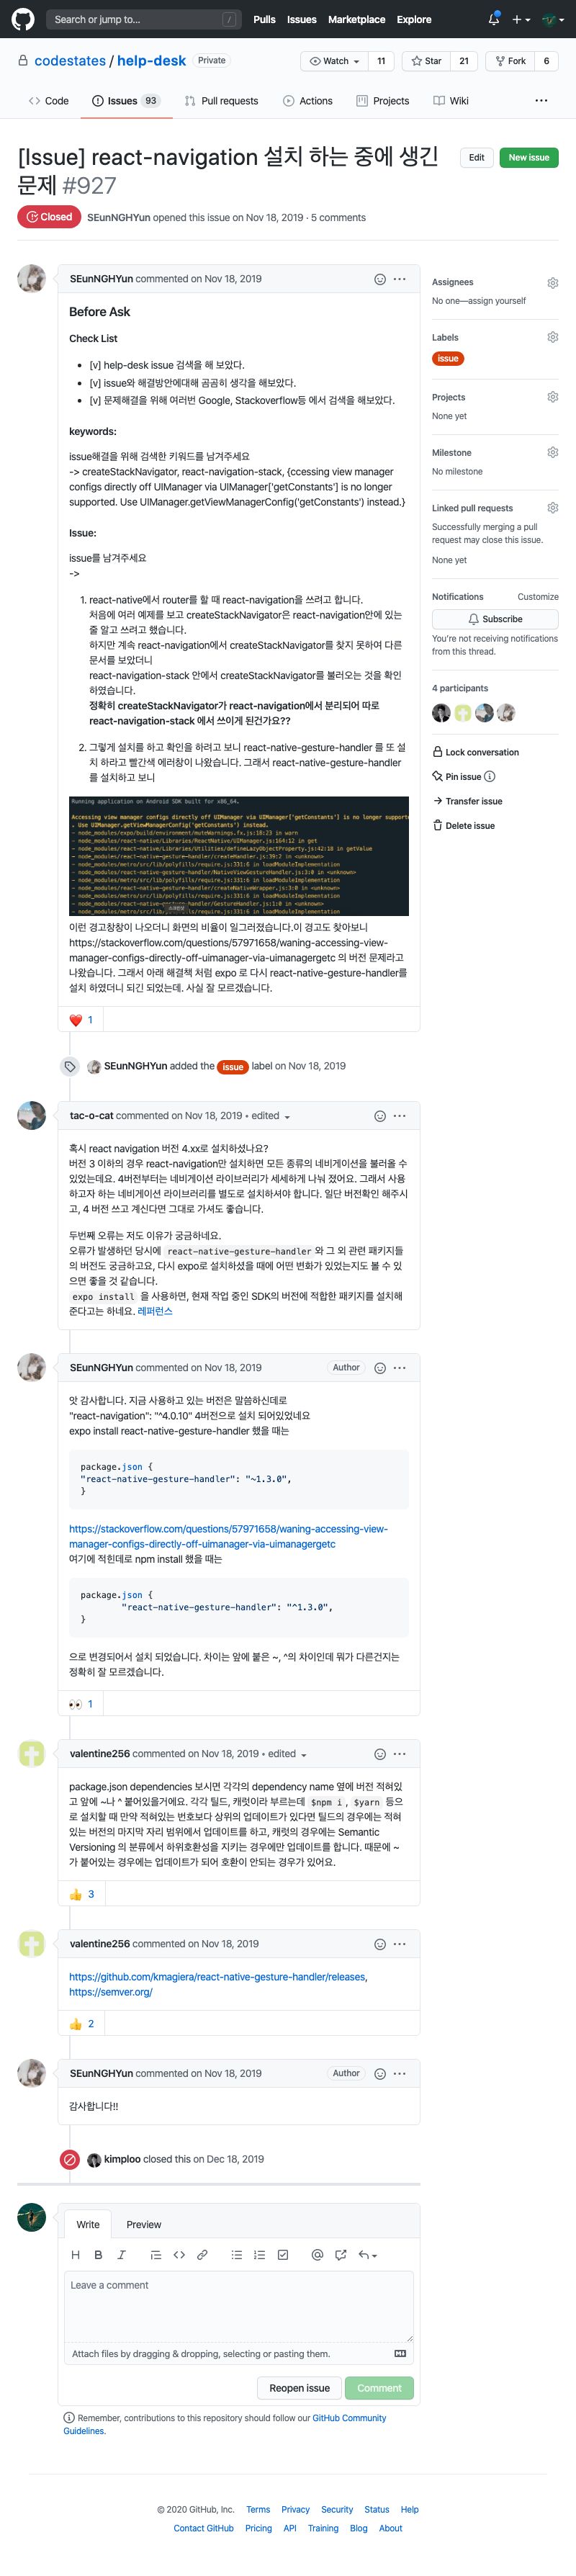 Search or jump to... /
Pulls Issues Marketplace Explore
codestates / help-desk Private
Watch 11 Star 21 Fork 6
Code Issues 93 Pull requests Actions Projects Wiki
[Issue] react-navigation 설치 하는 중에 생긴
문제 #927
Edit New issue
Closed SEunNGHYun opened this issue on Nov 18, 2019 · 5 comments
SEunNGHYun commented on Nov 18, 2019
Before Ask
Check List
[v] help-desk issue 검색을 해 보았다.
[v] issue와 해결방안에대해 곰곰히 생각을 해보았다.
[v] 문제해결을 위해 여러번 Google, Stackoverflow등 에서 검색을 해보았다.
keywords:
issue해결을 위해 검색한 키워드를 남겨주세요
-> createStackNavigator, react-navigation-stack, {ccessing view manager
configs directly off UIManager via UIManager['getConstants'] is no longer
supported. Use UIManager.getViewManagerConfig('getConstants') instead.}
Issue:
issue를 남겨주세요
->
1. react-native에서 router를 할 때 react-navigation을 쓰려고 합니다.
처음에 여러 예제를 보고 createStackNavigator은 react-navigation안에 있는
줄 알고 쓰려고 했습니다.
하지만 계속 react-navigation에서 createStackNavigator를 찾지 못하여 다른
문서를 보았더니
react-navigation-stack 안에서 createStackNavigator를 불러오는 것을 확인
하였습니다.
정확히 createStackNavigator가 react-navigation에서 분리되어 따로
react-navigation-stack 에서 쓰이게 된건가요??
2. 그렇게 설치를 하고 확인을 하려고 보니 react-native-gesture-handler 를 또 설
치 하라고 빨간색 에러창이 나왔습니다. 그래서 react-native-gesture-handler
를 설치하고 보니
Running application on Android SDK built for x86_64.
Accessing view manager configs directly off UIManager via UIManager['getConstants'] is no longer supporte
. Use UIManager.getViewManagerConfig('getConstants') instead.
- node_modules/expo/build/environment/muteWarnings.fx.js:18:23 in warn
- node_modules/react-native/Libraries/ReactNative/UIManager.js:164:12 in get
- node_modules/react-native/Libraries/Utilities/defineLazyObjectProperty.js:42:18 in getValue
- node_modules/react-native-gesture-handler/createHandler.js:39:7 in <unknown>
- node_modules/metro/src/lib/polyfills/require.js:331:6 in loadModuleImplementation
- node_modules/react-native-gesture-handler/NativeViewGestureHandler.js:3:0 in <unknown>
- node_modules/metro/src/lib/polyfills/require.js:331:6 in loadModuleImplementation
- node_modules/react-native-gesture-handler/createNativeWrapper.js:3:0 in <unknown>
- node_modules/metro/src/lib/polyfills/require.js:331:6 in loadModuleImplementation
- node_modules/react-native-gesture-handler/GestureHandler.js:1:0 in <unknown>
- node_modules/metro/src/lib/polyfills/require.js:331:6 in loadModuleImplementation
이런 경고창창이 나오더니 화면의 비율이 일그러졌습니다.이 경고도 찾아보니
https://stackoverflow.com/questions/57971658/waning-accessing-view-
manager-configs-directly-off-uimanager-via-uimanagergetc 의 버전 문제라고
나왔습니다. 그래서 아래 해결책 처럼 expo 로 다시 react-native-gesture-handler를
설치 하였더니 되긴 되었는데. 사실 잘 모르겠습니다.
❤️ 1
SEunNGHYun added the issue label on Nov 18, 2019
tac-o-cat commented on Nov 18, 2019 • edited
혹시 react navigation 버전 4.xx로 설치하셨나요?
버전 3 이하의 경우 react-navigation만 설치하면 모든 종류의 네비게이션을 불러올 수
있었는데요. 4버전부터는 네비게이션 라이브러리가 세세하게 나눠 졌어요. 그래서 사용
하고자 하는 네비게이션 라이브러리를 별도로 설치하셔야 합니다. 일단 버전확인 해주시
고, 4 버전 쓰고 계신다면 그대로 가셔도 좋습니다.
두번째 오류는 저도 이유가 궁금하네요.
오류가 발생하던 당시에 react-native-gesture-handler 와 그 외 관련 패키지들
의 버전도 궁금하고요, 다시 expo로 설치하셨을 때에 어떤 변화가 있었는지도 볼 수 있
으면 좋을 것 같습니다.
expo install 을 사용하면, 현재 작업 중인 SDK의 버전에 적합한 패키지를 설치해
준다고는 하네요. 레퍼런스
SEunNGHYun commented on Nov 18, 2019 Author
앗 감사합니다. 지금 사용하고 있는 버전은 말씀하신데로
"react-navigation": "^4.0.10" 4버전으로 설치 되어있었네요
expo install react-native-gesture-handler 했을 때는
package.json {
"react-native-gesture-handler": "~1.3.0",
}
https://stackoverflow.com/questions/57971658/waning-accessing-view-
manager-configs-directly-off-uimanager-via-uimanagergetc
여기에 적힌데로 npm install 했을 때는
package.json {
"react-native-gesture-handler": "^1.3.0",
}
으로 변경되어서 설치 되었습니다. 차이는 앞에 붙은 ~, ^의 차이인데 뭐가 다른건지는
정확히 잘 모르겠습니다.
👀 1
valentine256 commented on Nov 18, 2019 • edited
package.json dependencies 보시면 각각의 dependency name 옆에 버전 적혀있
고 앞에 ~나 ^ 붙어있을거에요. 각각 틸드, 캐럿이라 부르는데 $npm i , $yarn 등으
로 설치할 때 만약 적혀있는 번호보다 상위의 업데이트가 있다면 틸드의 경우에는 적혀
있는 버전의 마지막 자리 범위에서 업데이트를 하고, 캐럿의 경우에는 Semantic
Versioning 의 분류에서 하위호환성을 지키는 경우에만 업데이트를 합니다. 때문에 ~
가 붙어있는 경우에는 업데이트가 되어 호환이 안되는 경우가 있어요.
👍 3
valentine256 commented on Nov 18, 2019
https://github.com/kmagiera/react-native-gesture-handler/releases,
https://semver.org/
👍 2
SEunNGHYun commented on Nov 18, 2019 Author
감사합니다!!
kimploo closed this on Dec 18, 2019
Write Preview
Leave a comment
Attach files by dragging & dropping, selecting or pasting them.
Reopen issue Comment
Remember, contributions to this repository should follow our GitHub Community
Guidelines.
Assignees
No one—assign yourself
Labels
issue
Projects
None yet
Milestone
No milestone
Linked pull requests
Successfully merging a pull
request may close this issue.
None yet
Notifications Customize
Subscribe
You're not receiving notifications
from this thread.
4 participants
Lock conversation
Pin issue
Transfer issue
Delete issue
© 2020 GitHub, Inc. Terms Privacy Security Status Help
Contact GitHub Pricing API Training Blog About